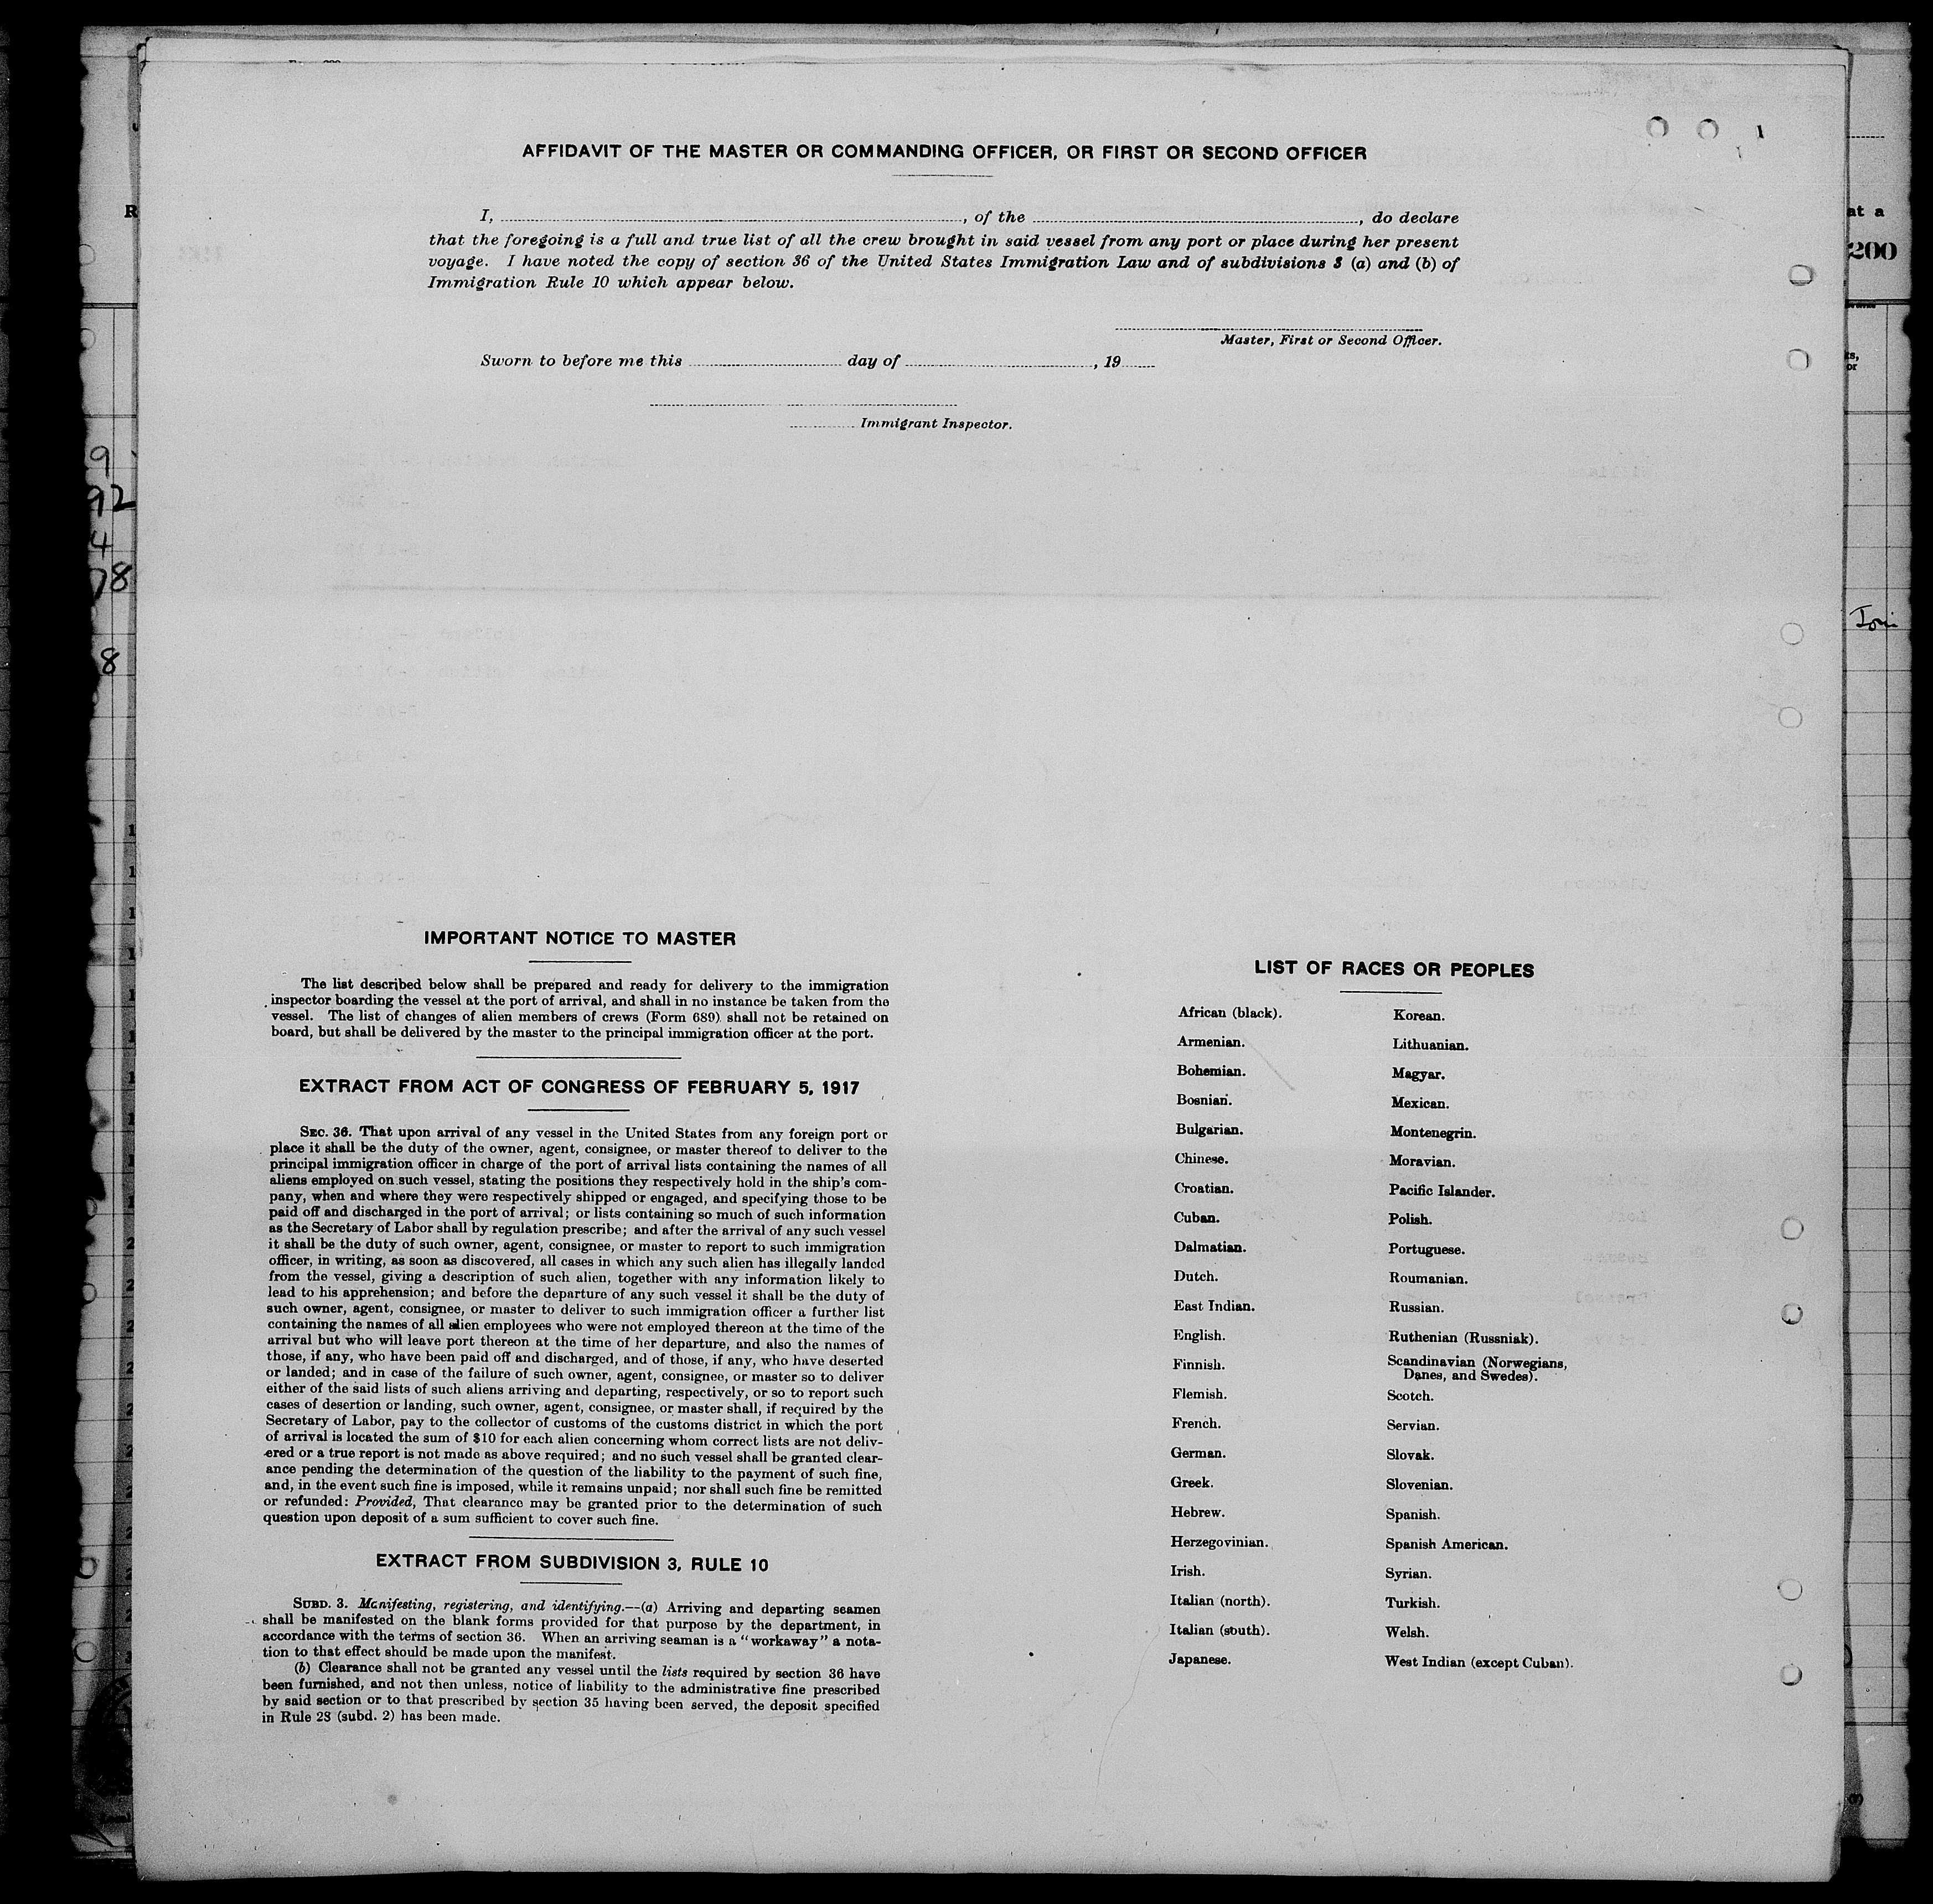 AFFIDAVIT OF THE MASTER OR COMMANDING OFFICER, OR FIRST OR SECOND OFFICER
I, , of the , do declare
that the foregoing is a full and true list of all the crew brought in said vessel from any port or place during her present
voyage. I have noted the copy of section 36 of the United States Immigration Law and of subdivisions 3 (a) and (b) of
Immigration Rule 10 which appear below.
Master, First or Second Officer.
Sworn to before me this day of , 19
Immigrant Inspector.
IMPORTANT NOTICE TO MASTER
The list described below shall be prepared and ready for delivery to the immigration
inspector boarding the vessel at the port of arrival, and shall in no instance be taken from the
vessel. The list of changes of alien members of crews (Form 689) shall not be retained on
board, but shall be delivered by the master to the principal immigration officer at the port.
EXTRACT FROM ACT OF CONGRESS OF FEBRUARY 5, 1917
SEC. 36. That upon arrival of any vessel in the United States from any foreign port or
place it shall be the duty of the owner, agent, consignee, or master thereof to deliver to the
principal immigration officer in charge of the port of arrival lists containing the names of all
aliens employed on such vessel, stating the positions they respectively hold in the ship's com-
pany, when and where they were respectively shipped or engaged, and specifying those to be
paid off and discharged in the port of arrival; or lists containing so much of such information
as the Secretary of Labor shall by regulation prescribe; and after the arrival of any such vessel
it shall be the duty of such owner, agent, consignee, or master to report to such immigration
officer, in writing, as soon as discovered, all cases in which any such alien has illegally landed
from the vessel, giving a description of such alien, together with any information likely to
lead to his apprehension; and before the departure of any such vessel it shall be the duty of
such owner, agent, consignee, or master to deliver to such immigration officer a further list
containing the names of all alien employees who were not employed thereon at the time of the
arrival but who will leave port thereon at the time of her departure, and also the names of
those, if any, who have been paid off and discharged, and of those, if any, who have deserted
or landed; and in case of the failure of such owner, agent, consignee, or master so to deliver
either of the said lists of such aliens arriving and departing, respectively, or so to report such
cases of desertion or landing, such owner, agent, consignee, or master shall, if required by the
Secretary of Labor, pay to the collector of customs of the customs district in which the port
of arrival is located the sum of $10 for each alien concerning whom correct lists are not deliv-
ered or a true report is not made as above required; and no such vessel shall be granted clear-
ance pending the determination of the question of the liability to the payment of such fine,
and, in the event such fine is imposed, while it remains unpaid; nor shall such fine be remitted
or refunded: Provided, That clearance may be granted prior to the determination of such
question upon deposit of a sum sufficient to cover such fine.
EXTRACT FROM SUBDIVISION 3, RULE 10
SUBD. 3. Manifesting, registering, and identifying.—(a) Arriving and departing seamen
shall be manifested on the blank forms provided for that purpose by the department, in
accordance with the terms of section 36. When an arriving seaman is a "workaway" a nota-
tion to that effect should be made upon the manifest.
(b) Clearance shall not be granted any vessel until the lists required by section 36 have
been furnished, and not then unless, notice of liability to the administrative fine prescribed
by said section or to that prescribed by section 35 having been served, the deposit specified
in Rule 28 (subd. 2) has been made.
LIST OF RACES OR PEOPLES
African (black).
Armenian.
Bohemian.
Bosnian.
Bulgarian.
Chinese.
Croatian.
Cuban.
Dalmatian.
Dutch.
East Indian.
English.
Finnish.
Flemish.
French.
German.
Greek.
Hebrew.
Herzegovinian.
Irish.
Italian (north).
Italian (south).
Japanese.
Korean.
Lithuanian.
Magyar.
Mexican.
Montenegrin.
Moravian.
Pacific Islander.
Polish.
Portuguese.
Roumanian.
Russian.
Ruthenian (Russniak).
Scandinavian (Norwegians,
Danes, and Swedes).
Scotch.
Servian.
Slovak.
Slovenian.
Spanish.
Spanish American.
Syrian.
Turkish.
Welsh.
West Indian (except Cuban).
at a
200
9
92
4
78
8